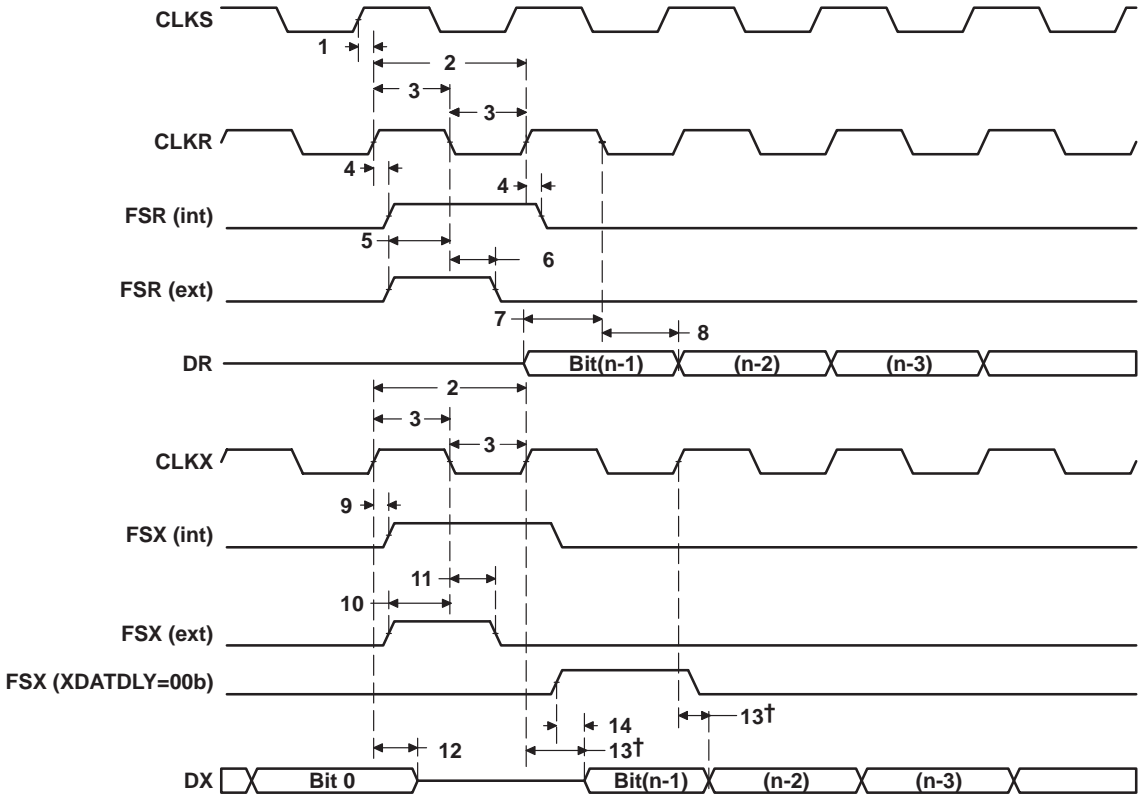 CLKS
1
2
3
3
CLKR
4
4
FSR (int)
5
6
FSR (ext)
7
8
DR Bit(n-1) (n-2) (n-3)
2
3
3
CLKX
9
FSX (int)
11
10
FSX (ext)
FSX (XDATDLY=00b)
14
13†
12
13†
DX Bit 0 Bit(n-1) (n-2) (n-3)